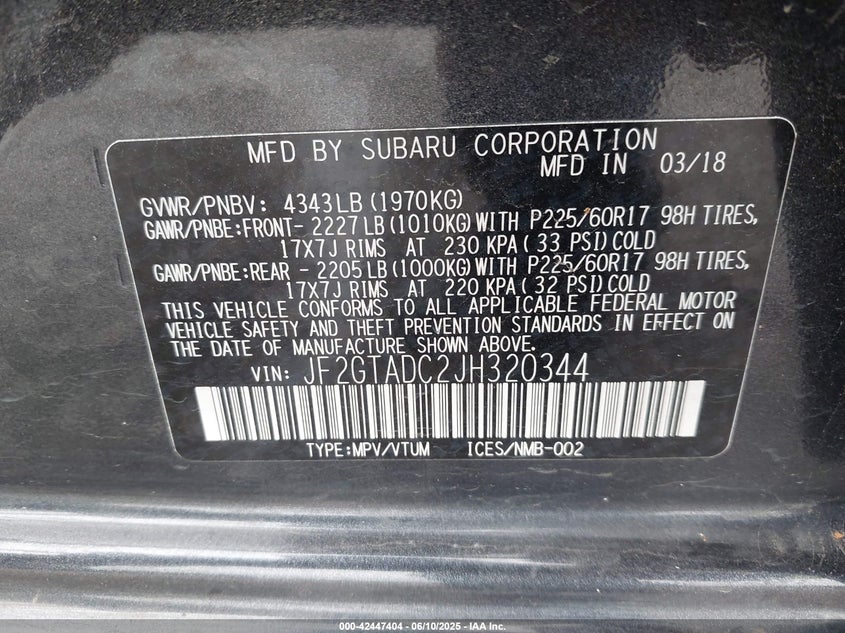 MFD BY SUBARU CORPORATION
MFD IN 03/18
GVWR/PNBV: 4343LB (1970KG)
GAWR/PNBE:FRONT- 2227LB (1010KG) WITH P225/60R17 98H TIRES,
17X7J RIMS AT 230 KPA (33 PSI) COLD
GAWR/PNBE:REAR - 2205LB (1000KG) WITH P225/60R17 98H TIRES,
17X7J RIMS AT 220 KPA (32 PSI) COLD
THIS VEHICLE CONFORMS TO ALL APPLICABLE FEDERAL MOTOR
VEHICLE SAFETY AND THEFT PREVENTION STANDARDS IN EFFECT ON
THE DATE OF MANUFACTURE SHOWN ABOVE.
VIN: JF2GTADC2JH320344
TYPE:MPV/VTUM ICES/NMB-002
000-42447404 - 06/10/2025 - IAA Inc.